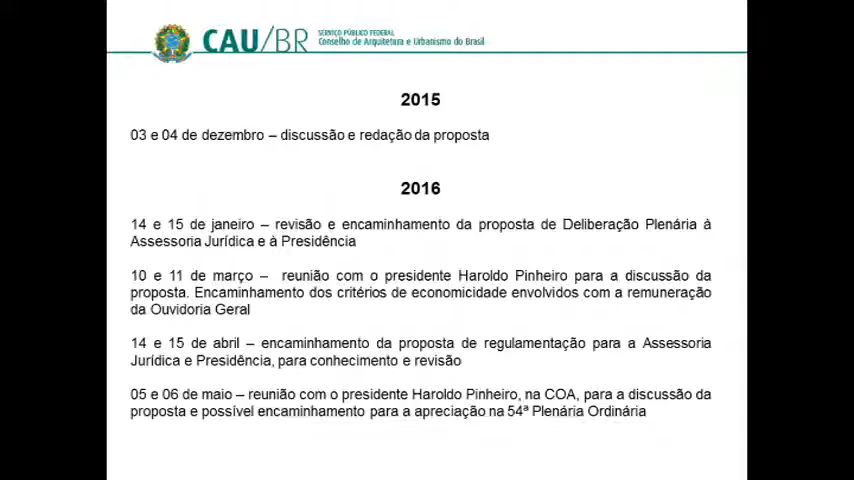 CAU/BR
SERVIÇO PÚBLICO FEDERAL
Conselho de Arquitetura e Urbanismo do Brasil
2015
03 e 04 de dezembro – discussão e redação da proposta
2016
14 e 15 de janeiro – revisão e encaminhamento da proposta de Deliberação Plenária à
Assessoria Jurídica e à Presidência
10 e 11 de março – reunião com o presidente Haroldo Pinheiro para a discussão da
proposta. Encaminhamento dos critérios de economicidade envolvidos com a remuneração
da Ouvidoria Geral
14 e 15 de abril – encaminhamento da proposta de regulamentação para a Assessoria
Jurídica e Presidência, para conhecimento e revisão
05 e 06 de maio – reunião com o presidente Haroldo Pinheiro, na COA, para a discussão da
proposta e possível encaminhamento para a apreciação na 54ª Plenária Ordinária